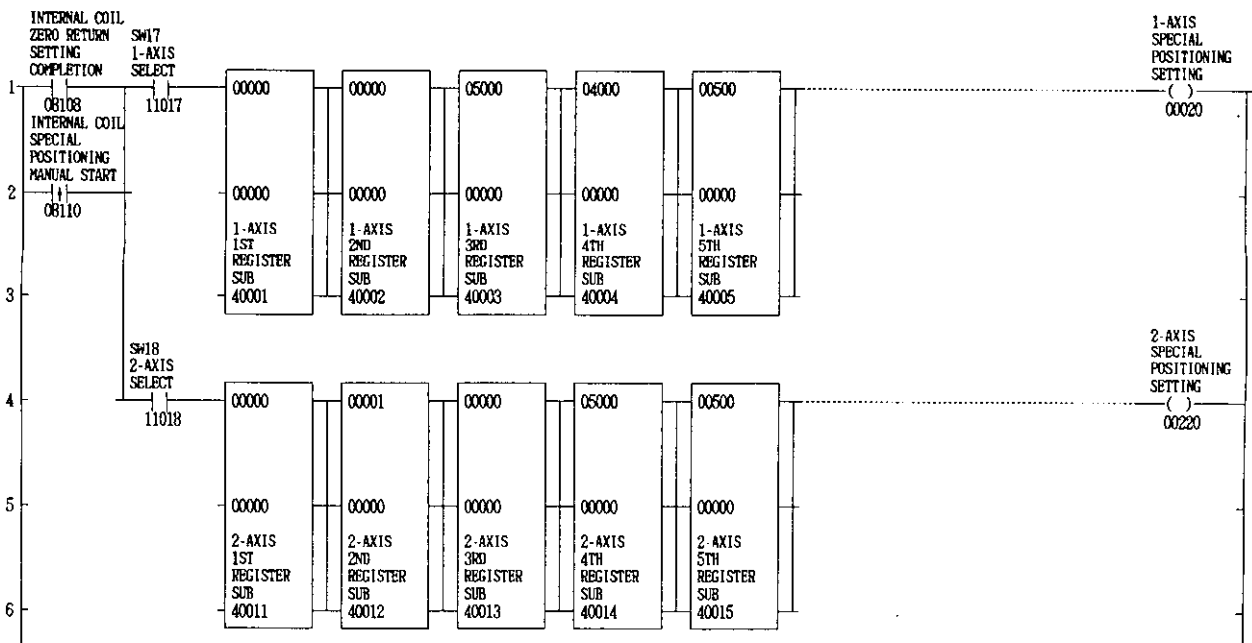 INTERNAL COIL
ZERO RETURN
SETTING
COMPLETION
08108
SW17
1-AXIS
SELECT
11017
1-AXIS
SPECIAL
POSITIONING
SETTING
( )
00020
1
00000
00000
05000
04000
00500
INTERNAL COIL
SPECIAL
POSITIONING
MANUAL START
08110
2
00000
00000
00000
00000
00000
1-AXIS
1ST
REGISTER
SUB
40001
1-AXIS
2ND
REGISTER
SUB
40002
1-AXIS
3RD
REGISTER
SUB
40003
1-AXIS
4TH
REGISTER
SUB
40004
1-AXIS
5TH
REGISTER
SUB
40005
3
SW18
2-AXIS
SELECT
11018
2-AXIS
SPECIAL
POSITIONING
SETTING
( )
00220
4
00000
00001
00000
05000
00500
5
00000
00000
00000
00000
00000
2-AXIS
1ST
REGISTER
SUB
40011
2-AXIS
2ND
REGISTER
SUB
40012
2-AXIS
3RD
REGISTER
SUB
40013
2-AXIS
4TH
REGISTER
SUB
40014
2-AXIS
5TH
REGISTER
SUB
40015
6